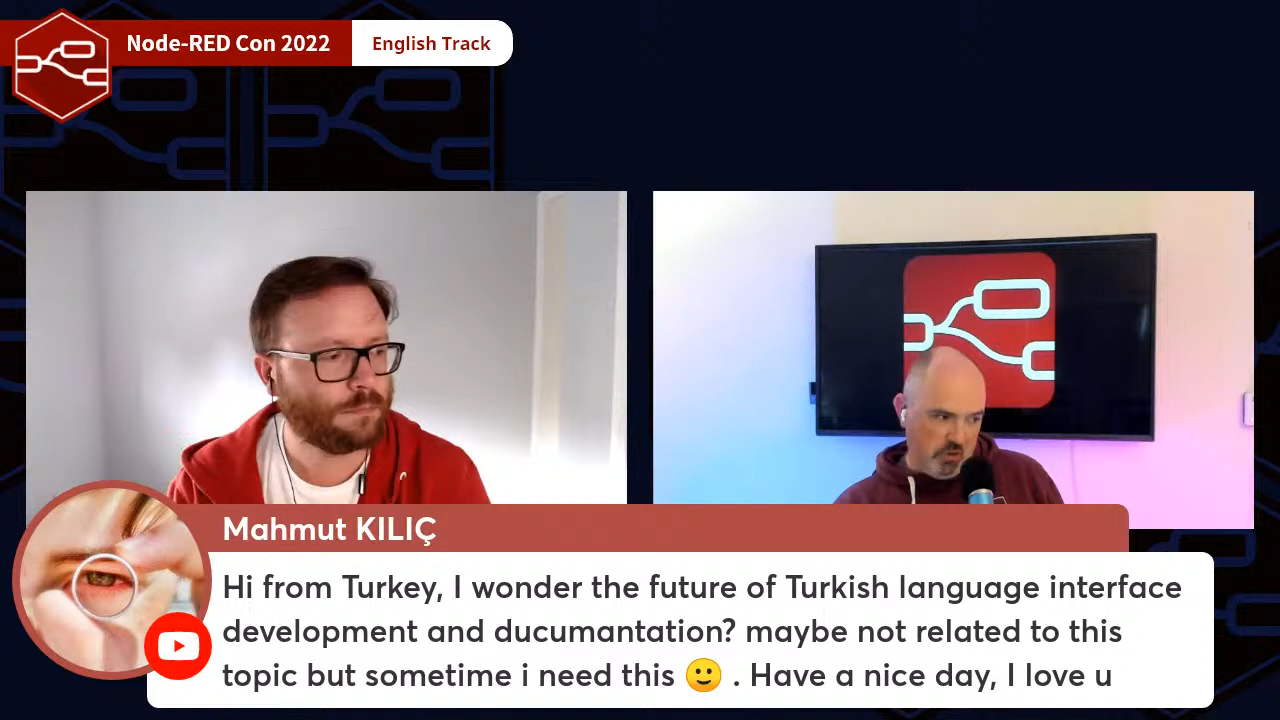 Node-RED Con 2022
English Track
Mahmut KILIÇ
Hi from Turkey, I wonder the future of Turkish language interface
development and ducumantation? maybe not related to this
topic but sometime i need this 🙂 . Have a nice day, I love u